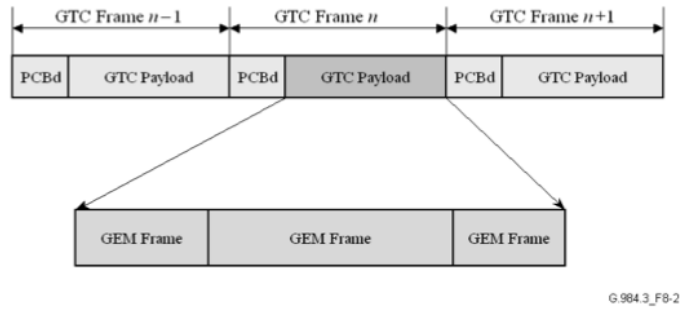 GTC Frame n−1 GTC Frame n GTC Frame n+1
PCBd GTC Payload PCBd GTC Payload PCBd GTC Payload
GEM Frame GEM Frame GEM Frame
G.984.3_F8-2